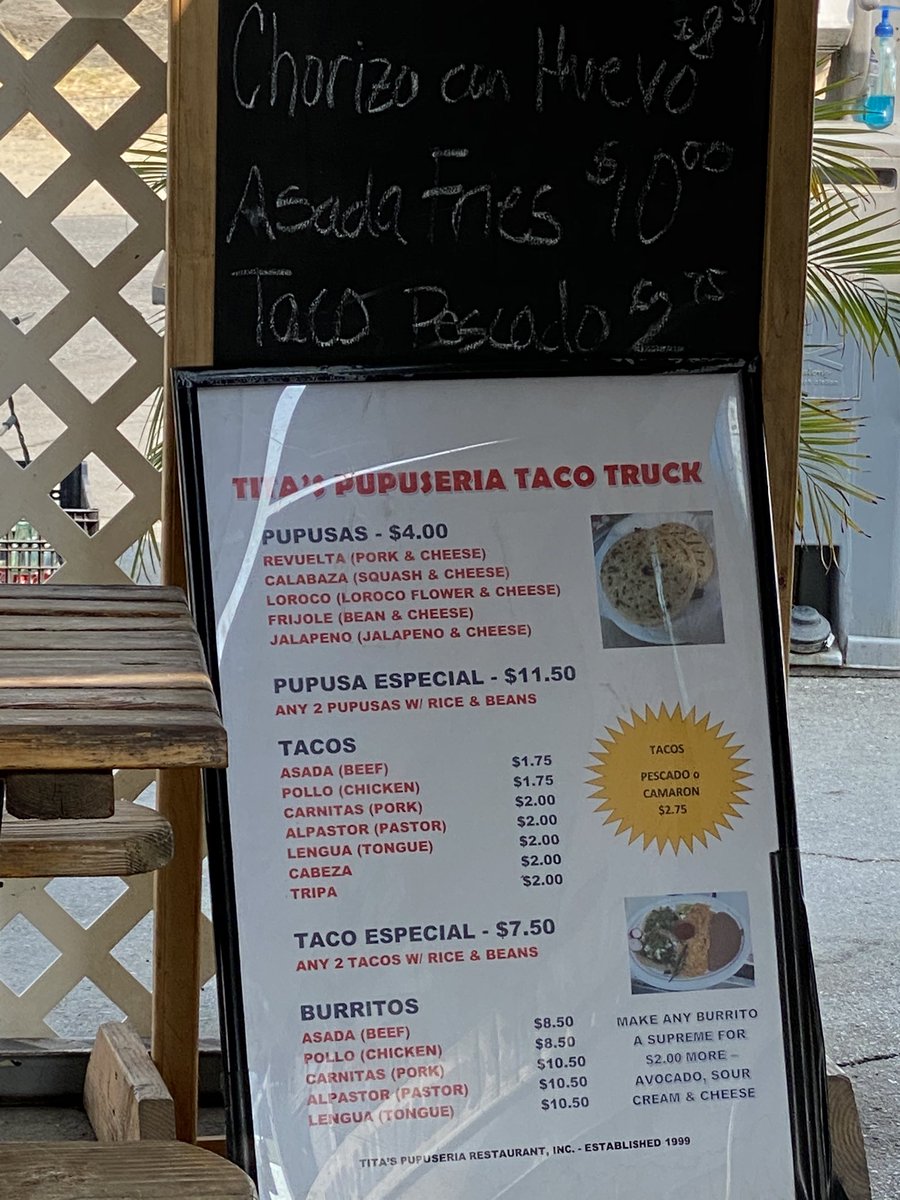 Chorizo con Huevo $8.50
Asada Fries $10.00
Taco Pescado $2.75
TITA'S PUPUSERIA TACO TRUCK
PUPUSAS - $4.00
REVUELTA (PORK & CHEESE)
CALABAZA (SQUASH & CHEESE)
LOROCO (LOROCO FLOWER & CHEESE)
FRIJOLE (BEAN & CHEESE)
JALAPENO (JALAPENO & CHEESE)
PUPUSA ESPECIAL - $11.50
ANY 2 PUPUSAS W/ RICE & BEANS
TACOS
ASADA (BEEF) $1.75
POLLO (CHICKEN) $1.75
CARNITAS (PORK) $2.00
ALPASTOR (PASTOR) $2.00
LENGUA (TONGUE) $2.00
CABEZA $2.00
TRIPA $2.00
TACOS
PESCADO o
CAMARON
$2.75
TACO ESPECIAL - $7.50
ANY 2 TACOS W/ RICE & BEANS
BURRITOS
ASADA (BEEF) $8.50
POLLO (CHICKEN) $8.50
CARNITAS (PORK) $10.50
ALPASTOR (PASTOR) $10.50
LENGUA (TONGUE) $10.50
MAKE ANY BURRITO
A SUPREME FOR
$2.00 MORE –
AVOCADO, SOUR
CREAM & CHEESE
TITA'S PUPUSERIA RESTAURANT, INC. - ESTABLISHED 1999